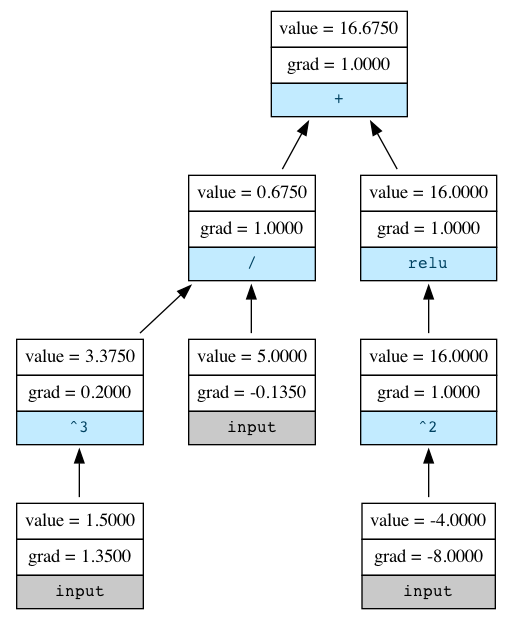 value = 16.6750
grad = 1.0000
+
value = 0.6750
grad = 1.0000
/
value = 16.0000
grad = 1.0000
relu
value = 3.3750
grad = 0.2000
^3
value = 5.0000
grad = -0.1350
input
value = 16.0000
grad = 1.0000
^2
value = 1.5000
grad = 1.3500
input
value = -4.0000
grad = -8.0000
input